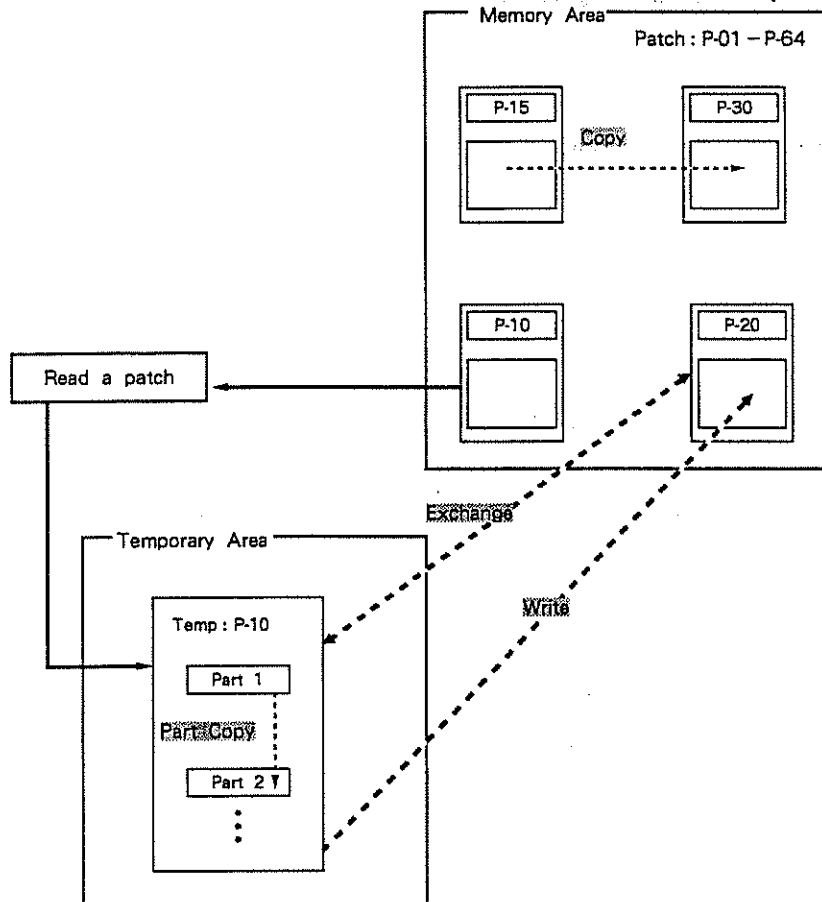 Memory Area
Patch : P-01 – P-64
P-15
P-30
Copy
P-10
P-20
Read a patch
Exchange
Temporary Area
Write
Temp : P-10
Part 1
Part Copy
Part 2